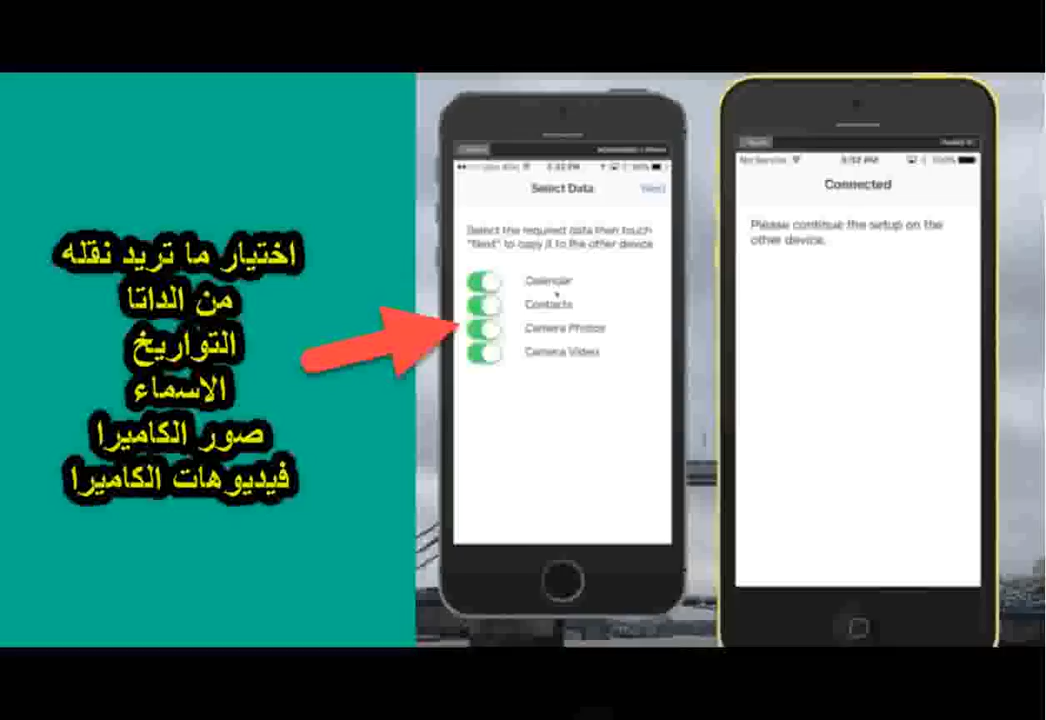 اختيار ما تريد نقله
من الداتا
التواريخ
الاسماء
صور الكاميرا
فيديوهات الكاميرا
Select Data
Next
Select the required data then touch
"Next" to copy it to the other device
Calendar
Contacts
Camera Photos
Camera Video
No Service
Connected
Please continue the setup on the
other device.